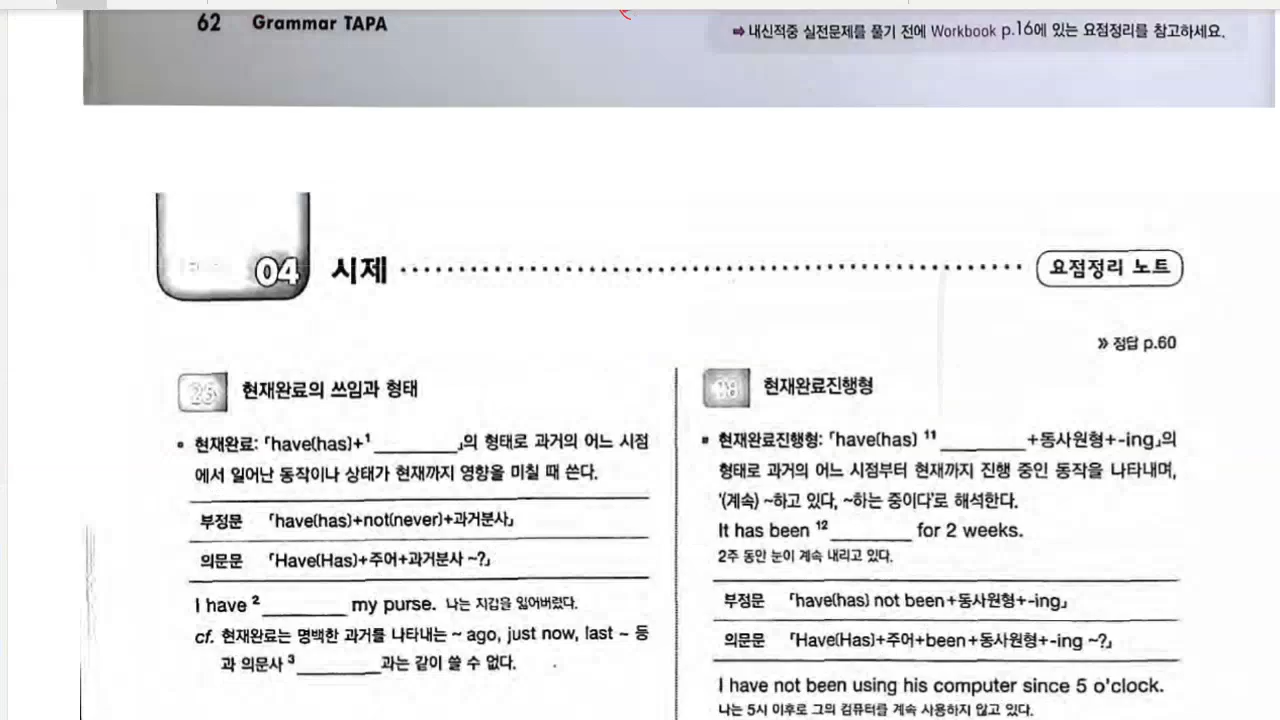 62 Grammar TAPA
➡ 내신적중 실전문제를 풀기 전에 Workbook p.16에 있는 요점정리를 참고하세요.
04 시제
요점정리 노트
» 정답 p.60
25 현재완료의 쓰임과 형태
• 현재완료: 「have(has)+1 ________」의 형태로 과거의 어느 시점
에서 일어난 동작이나 상태가 현재까지 영향을 미칠 때 쓴다.
부정문 「have(has)+not(never)+과거분사」
의문문 「Have(Has)+주어+과거분사 ~?」
I have 2 ________ my purse. 나는 지갑을 잃어버렸다.
cf. 현재완료는 명백한 과거를 나타내는 ~ ago, just now, last ~ 등
과 의문사 3 ________과는 같이 쓸 수 없다.
현재완료진행형
▪ 현재완료진행형: 「have(has) 11 ________ +동사원형+-ing」의
형태로 과거의 어느 시점부터 현재까지 진행 중인 동작을 나타내며,
'(계속) ~하고 있다, ~하는 중이다'로 해석한다.
It has been 12 ________ for 2 weeks.
2주 동안 눈이 계속 내리고 있다.
부정문 「have(has) not been+동사원형+-ing」
의문문 「Have(Has)+주어+been+동사원형+-ing ~?」
I have not been using his computer since 5 o'clock.
나는 5시 이후로 그의 컴퓨터를 계속 사용하지 않고 있다.